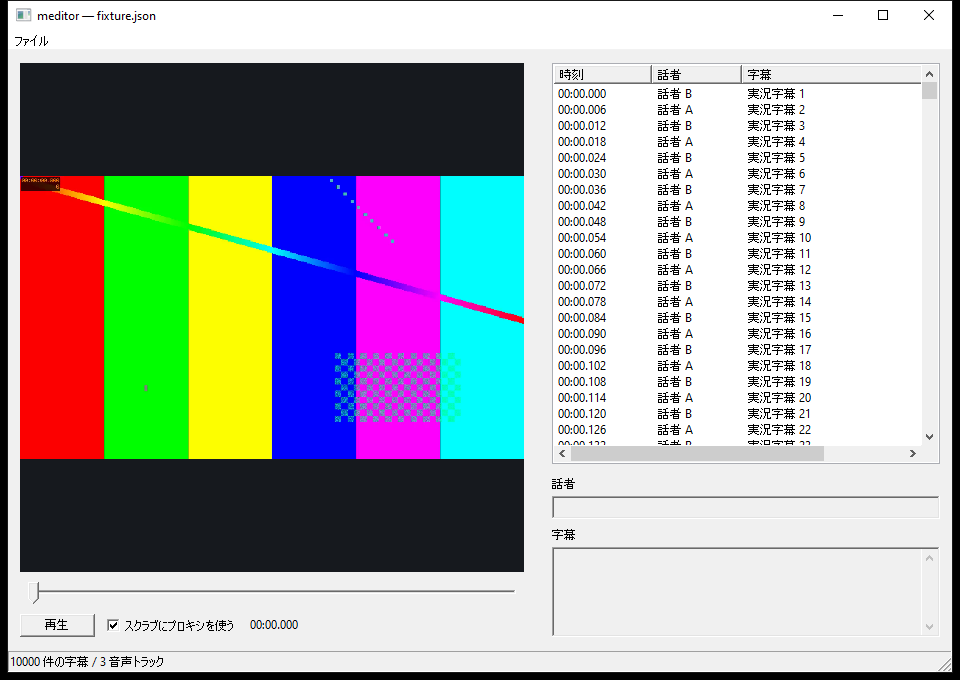 meditor — fixture.json
ファイル
時刻 話者 字幕
00:00.000 話者 B 実況字幕 1
00:00.006 話者 A 実況字幕 2
00:00.012 話者 B 実況字幕 3
00:00.018 話者 A 実況字幕 4
00:00.024 話者 B 実況字幕 5
00:00.030 話者 A 実況字幕 6
00:00.036 話者 B 実況字幕 7
00:00.042 話者 A 実況字幕 8
00:00.048 話者 B 実況字幕 9
00:00.054 話者 A 実況字幕 10
00:00.060 話者 B 実況字幕 11
00:00.066 話者 A 実況字幕 12
00:00.072 話者 B 実況字幕 13
00:00.078 話者 A 実況字幕 14
00:00.084 話者 B 実況字幕 15
00:00.090 話者 A 実況字幕 16
00:00.096 話者 B 実況字幕 17
00:00.102 話者 A 実況字幕 18
00:00.108 話者 B 実況字幕 19
00:00.114 話者 A 実況字幕 20
00:00.120 話者 B 実況字幕 21
00:00.126 話者 A 実況字幕 22
話者
字幕
再生 スクラブにプロキシを使う 00:00.000
10000 件の字幕 / 3 音声トラック